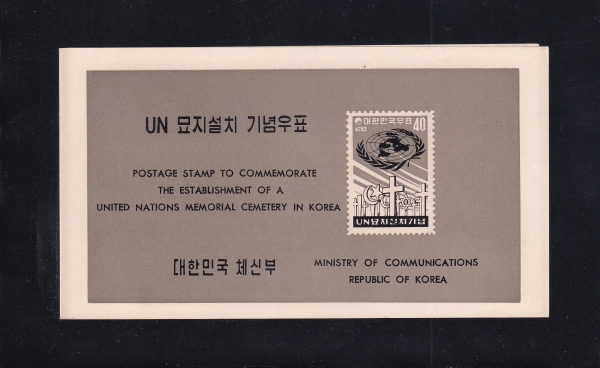 UN 묘지설치 기념우표
POSTAGE STAMP TO COMMEMORATE
THE ESTABLISHMENT OF A
UNITED NATIONS MEMORIAL CEMETERY IN KOREA
대한민국 체신부
MINISTRY OF COMMUNICATIONS
REPUBLIC OF KOREA
대한민국우표
4293
40
UN묘지설치기념